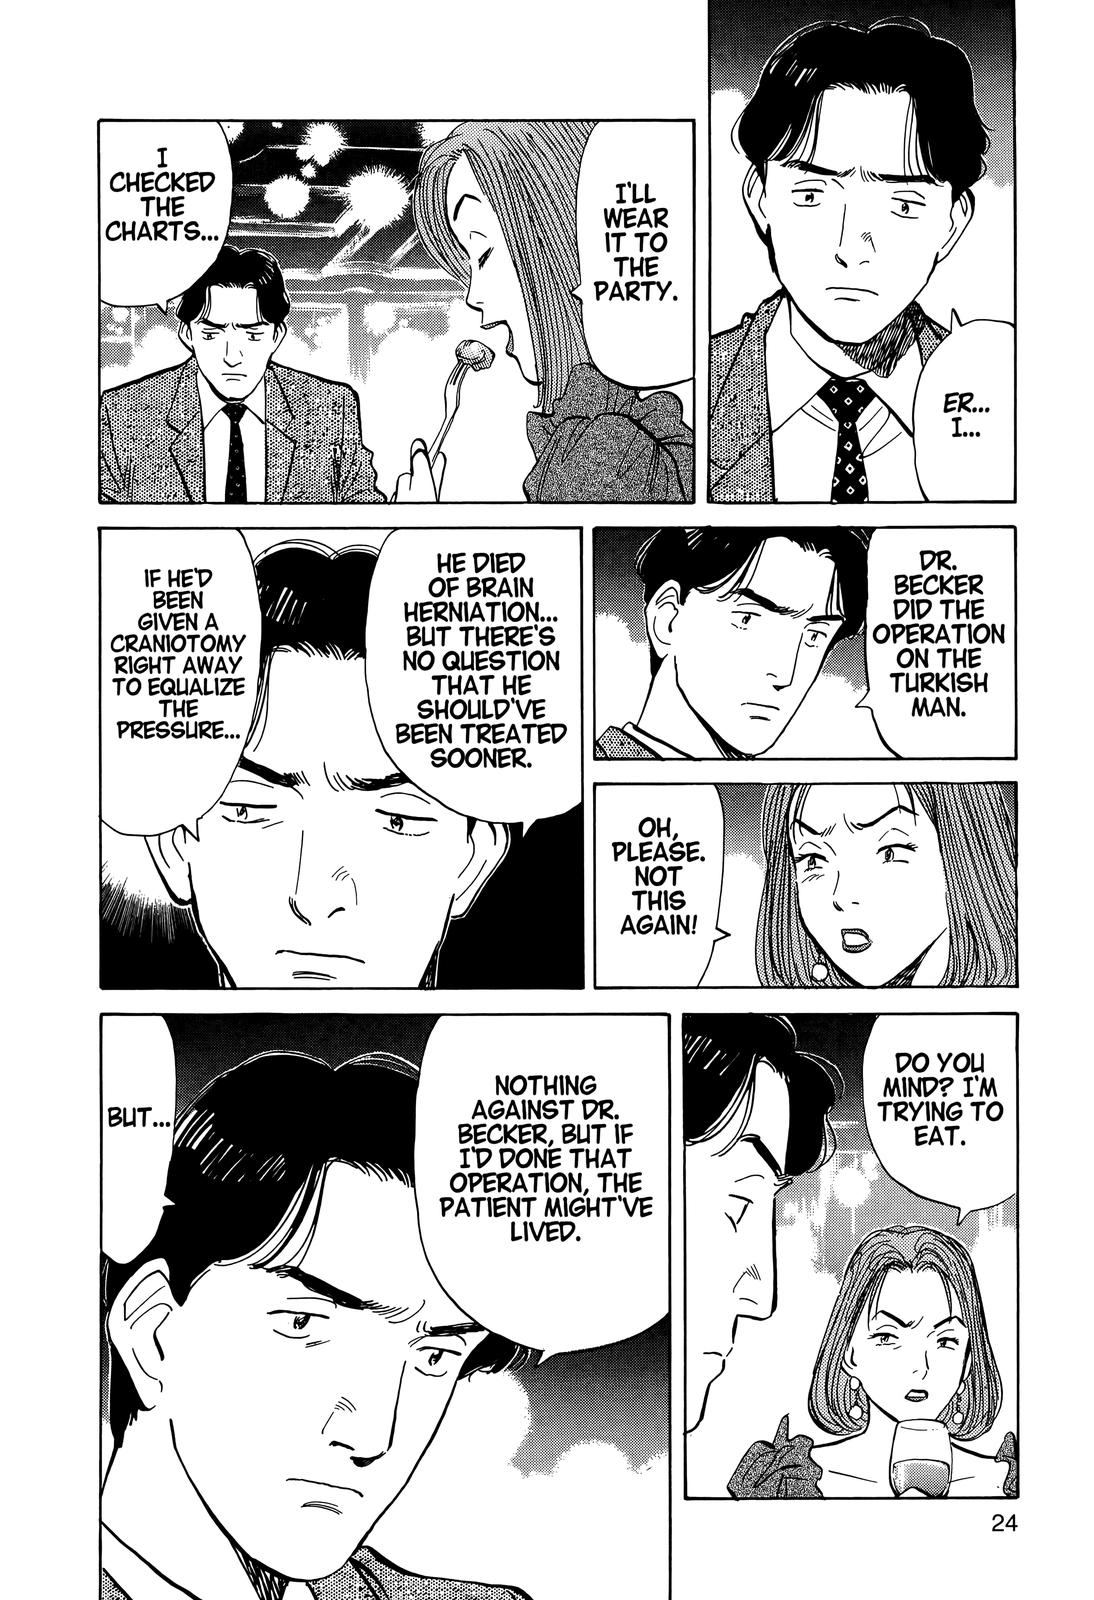 ER...
I...
I'LL
WEAR
IT TO
THE
PARTY.
I
CHECKED
THE
CHARTS...
DR.
BECKER
DID THE
OPERATION
ON THE
TURKISH
MAN.
HE DIED
OF BRAIN
HERNIATION...
BUT THERE'S
NO QUESTION
THAT HE
SHOULD'VE
BEEN TREATED
SOONER.
IF HE'D
BEEN
GIVEN A
CRANIOTOMY
RIGHT AWAY
TO EQUALIZE
THE
PRESSURE...
OH,
PLEASE.
NOT
THIS
AGAIN!
DO YOU
MIND? I'M
TRYING TO
EAT.
NOTHING
AGAINST DR.
BECKER, BUT IF
I'D DONE THAT
OPERATION, THE
PATIENT MIGHT'VE
LIVED.
BUT...
24